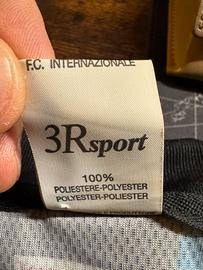 F.C. INTERNAZIONALE
3Rsport
100%
POLIESTERE-POLYESTER
POLYESTER-POLIESTER